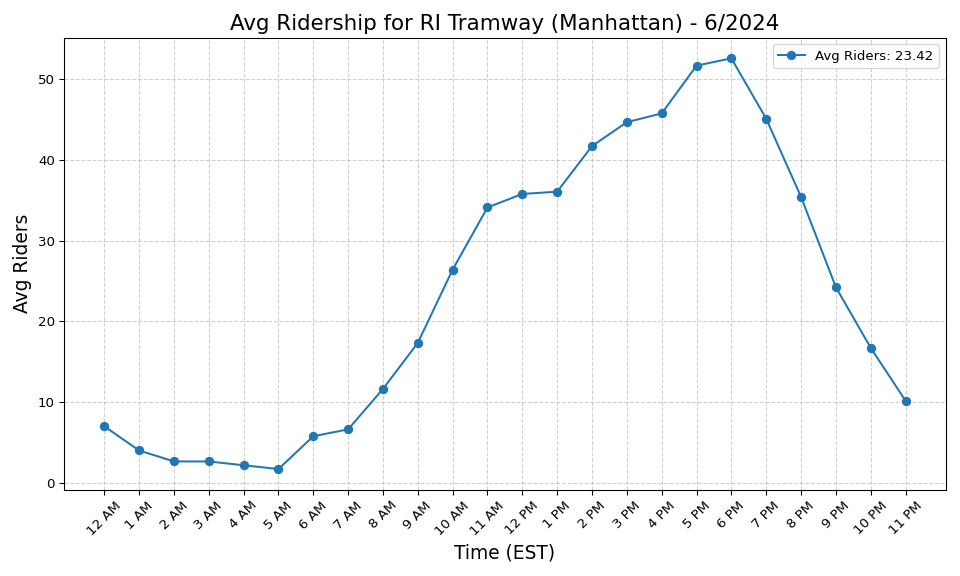 Avg Ridership for RI Tramway (Manhattan) - 6/2024
Avg Riders: 23.42
Avg Riders
50
40
30
20
10
0
12 AM 1 AM 2 AM 3 AM 4 AM 5 AM 6 AM 7 AM 8 AM 9 AM 10 AM 11 AM 12 PM 1 PM 2 PM 3 PM 4 PM 5 PM 6 PM 7 PM 8 PM 9 PM 10 PM 11 PM
Time (EST)